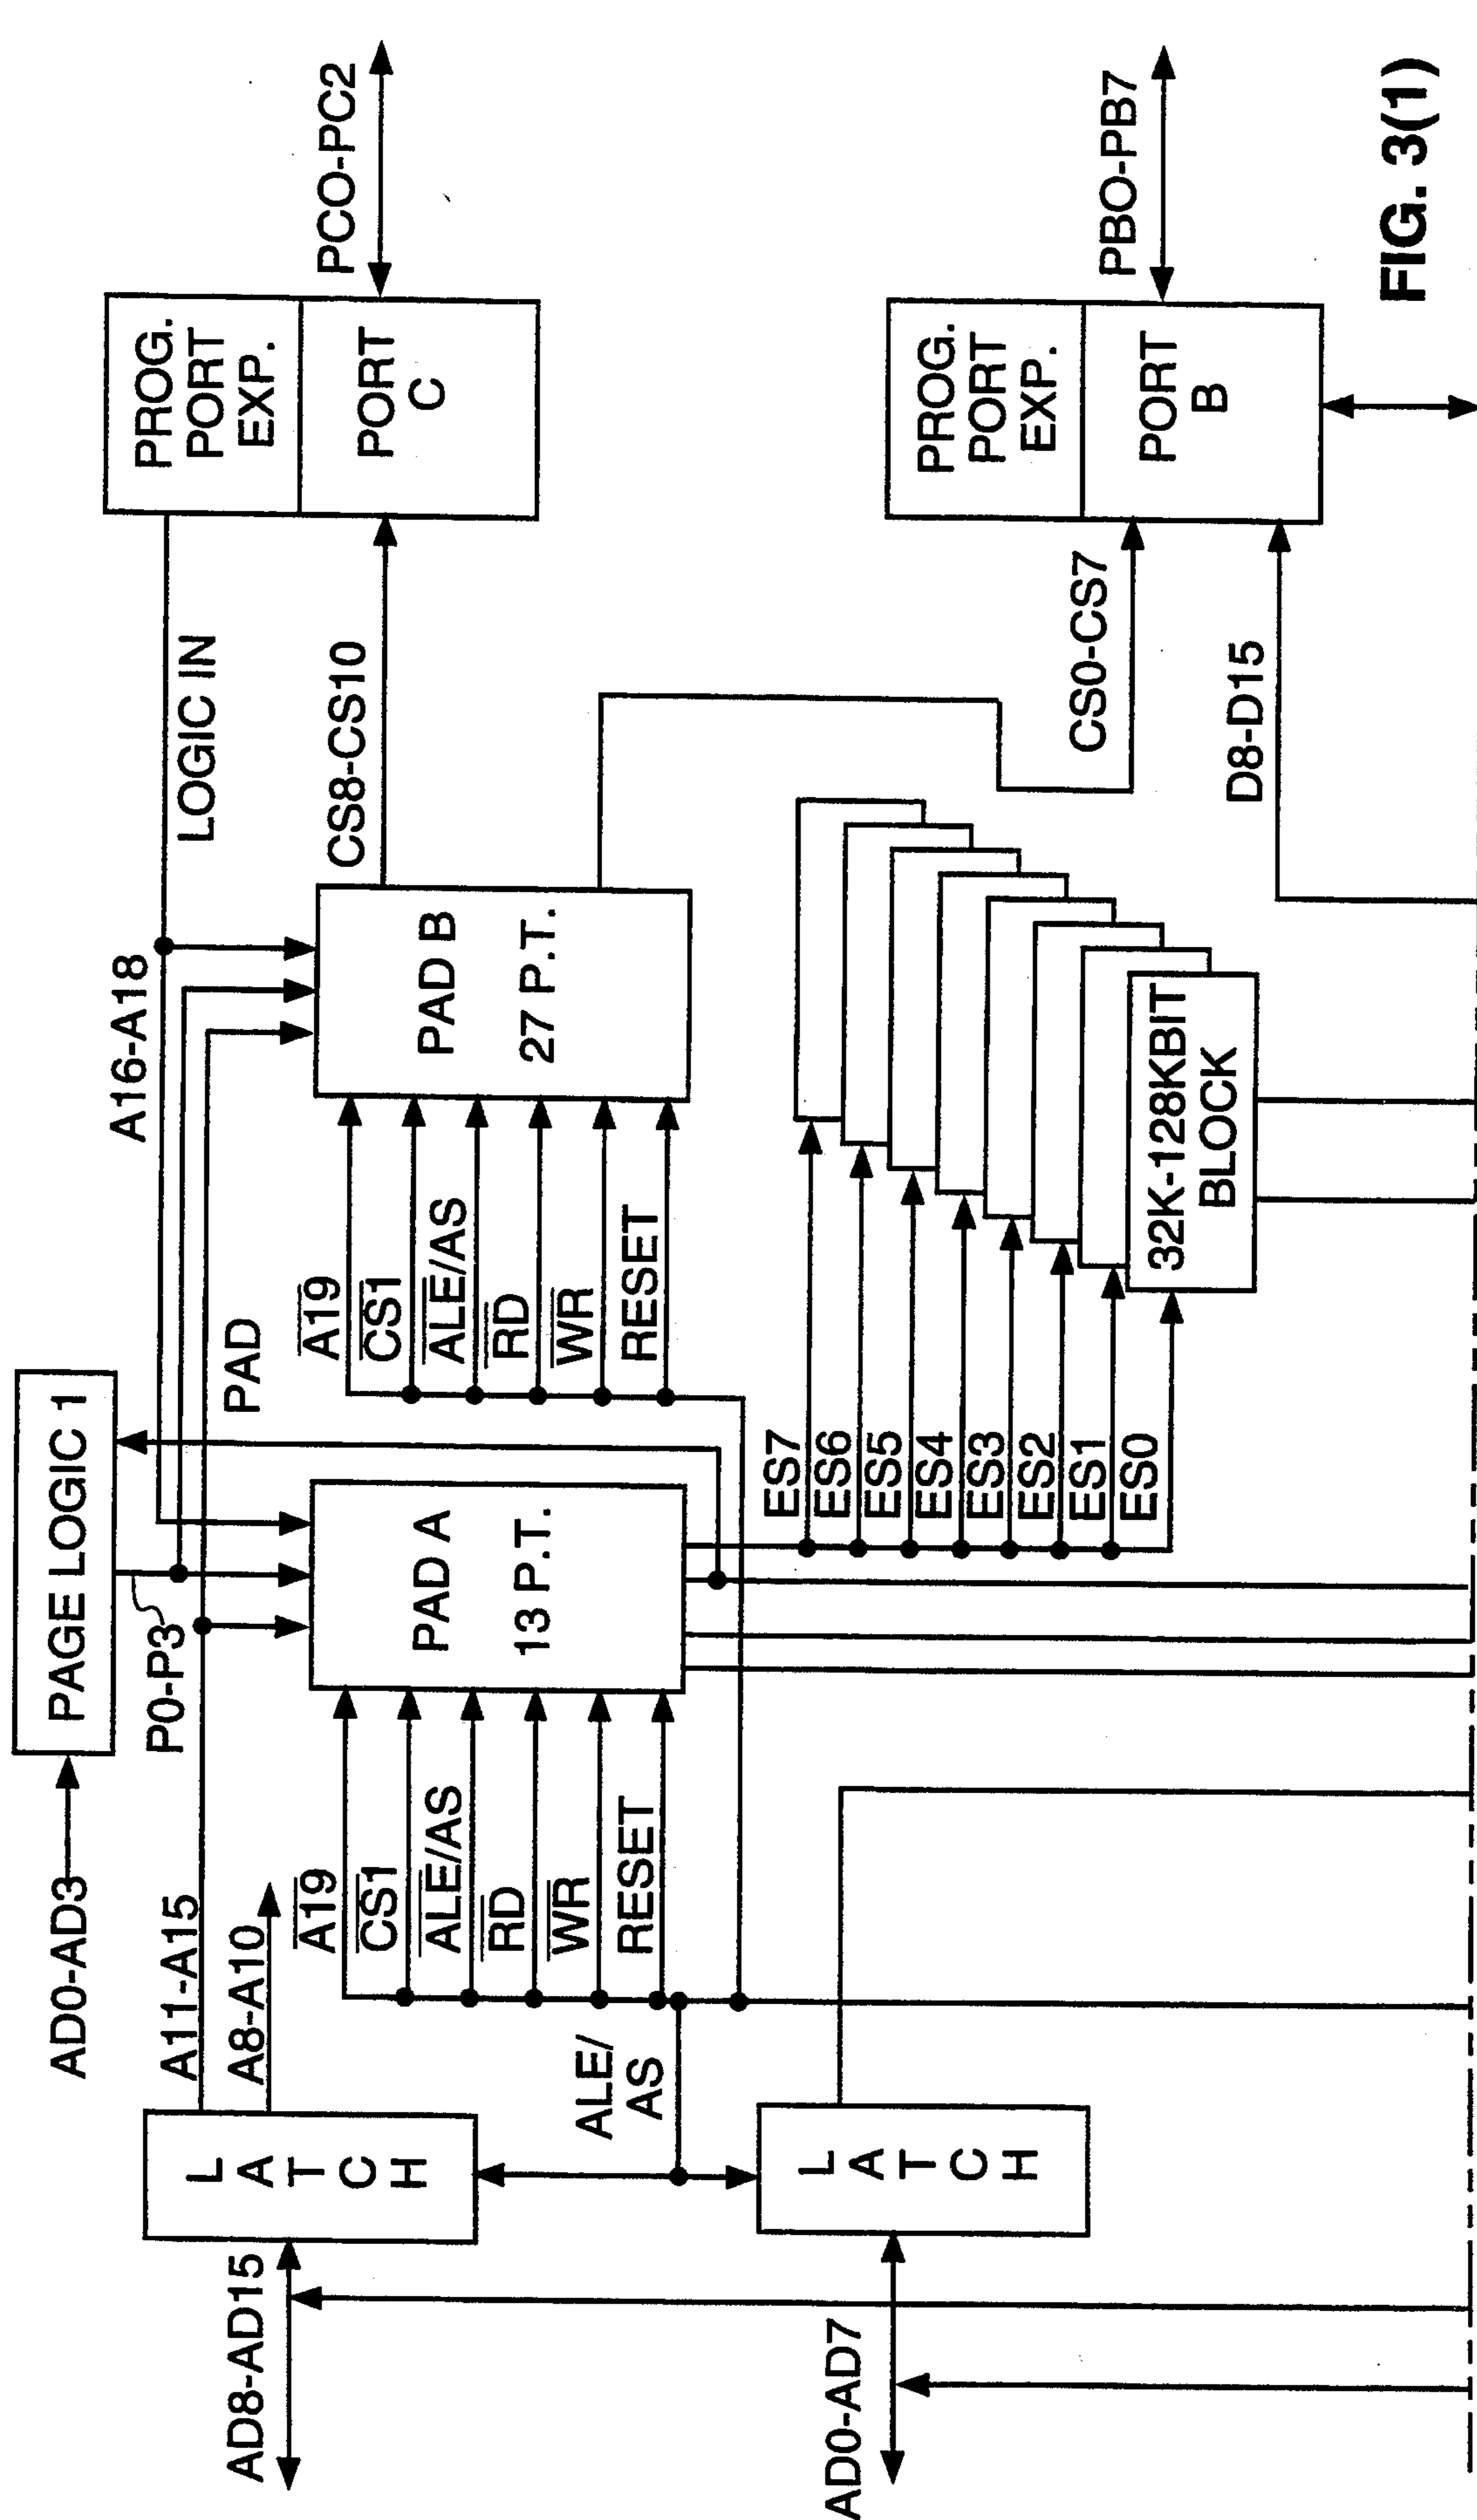 AD8-AD15
AD0-AD7
L
A
T
C
H
L
A
T
C
H
ALE/
AS
AD0-AD3
A11-A15
A8-A10
PAGE LOGIC 1
P0-P3
A19
CS1
ALE/AS
RD
WR
RESET
PAD A
13 P.T.
PAD
A16-A18
LOGIC IN
A19
CS1
ALE/AS
RD
WR
RESET
PAD B
27 P.T.
CS8-CS10
ES7
ES6
ES5
ES4
ES3
ES2
ES1
ES0
32K-128KBIT
BLOCK
CS0-CS7
D8-D15
PROG.
PORT
EXP.
PORT
C
PCO-PC2
PROG.
PORT
EXP.
PORT
B
PBO-PB7
FIG. 3(1)